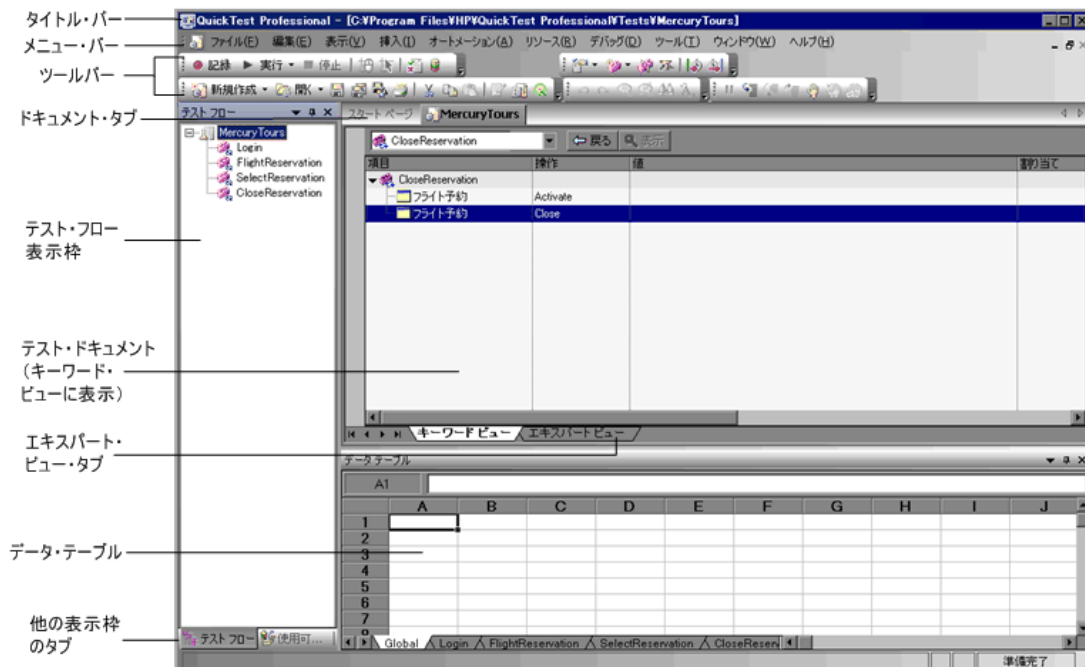 タイトル・バー
メニュー・バー
ツールバー
ドキュメント・タブ
テスト・フロー
表示枠
テスト・ドキュメント
(キーワード・
ビューに表示)
エキスパート・
ビュー・タブ
データ・テーブル
他の表示枠
のタブ
QuickTest Professional - [C:¥Program Files¥HP¥QuickTest Professional¥Tests¥MercuryTours]
ファイル(F) 編集(E) 表示(V) 挿入(I) オートメーション(A) リソース(R) デバッグ(D) ツール(T) ウィンドウ(W) ヘルプ(H)
記録 実行 停止
新規作成 開く
テスト フロー
MercuryTours
Login
FlightReservation
SelectReservation
CloseReservation
スタート ページ MercuryTours
CloseReservation 戻る 表示
項目 操作 値 割り当て
CloseReservation
フライト予約 Activate
フライト予約 Close
キーワード ビュー エキスパート ビュー
データ テーブル
A1
A B C D E F G H I J
1
2
3
4
5
6
7
8
テスト フロー 使用可...
Global Login FlightReservation SelectReservation CloseReserv
準備完了